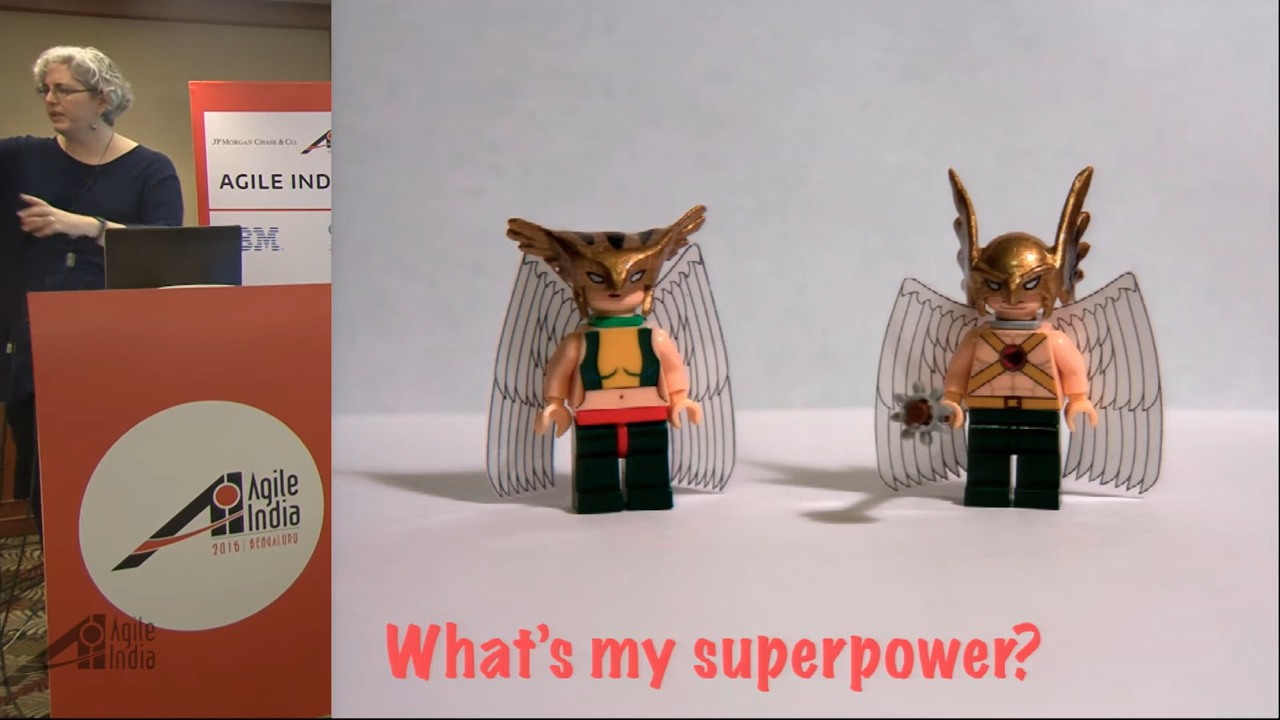 JPMORGAN CHASE & CO.
AGILE IND
IBM
Agile
India
2016 | BENGALURU
Agile
India
What's my superpower?